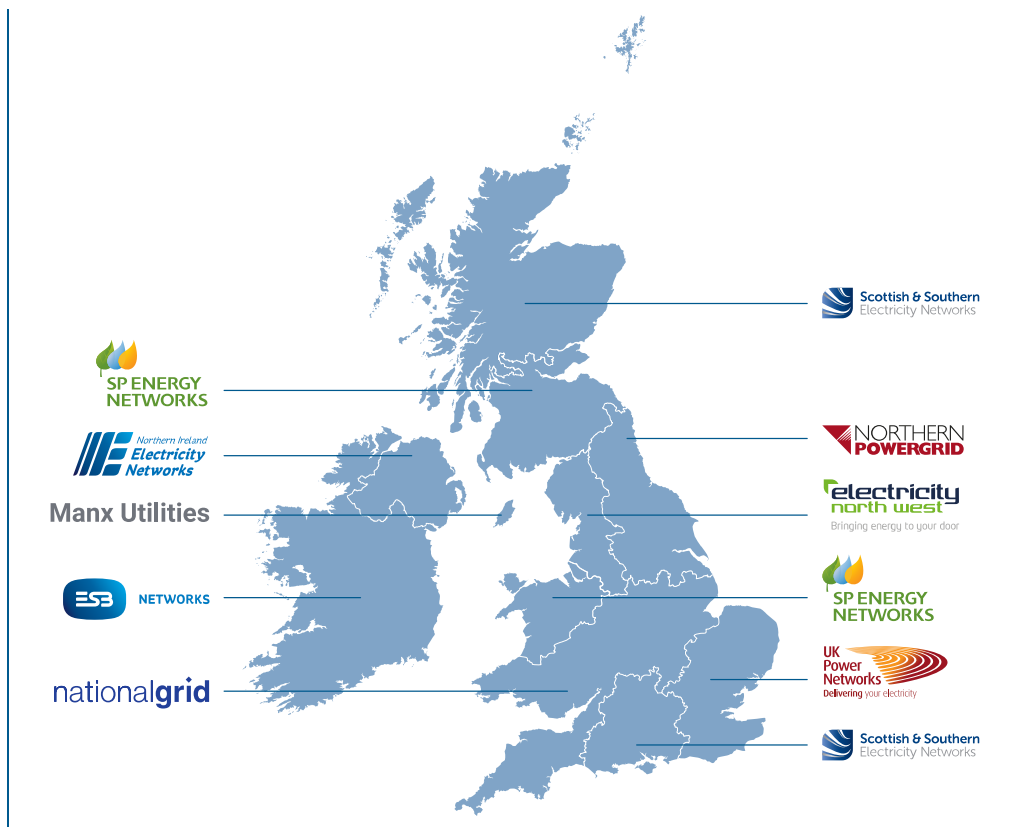 Scottish & Southern
Electricity Networks
SP ENERGY
NETWORKS
Northern Ireland
Electricity
Networks
NORTHERN
POWERGRID
Manx Utilities
electricity
north west
Bringing energy to your door
ESB
NETWORKS
SP ENERGY
NETWORKS
UK
Power
Networks
Delivering your electricity
nationalgrid
Scottish & Southern
Electricity Networks